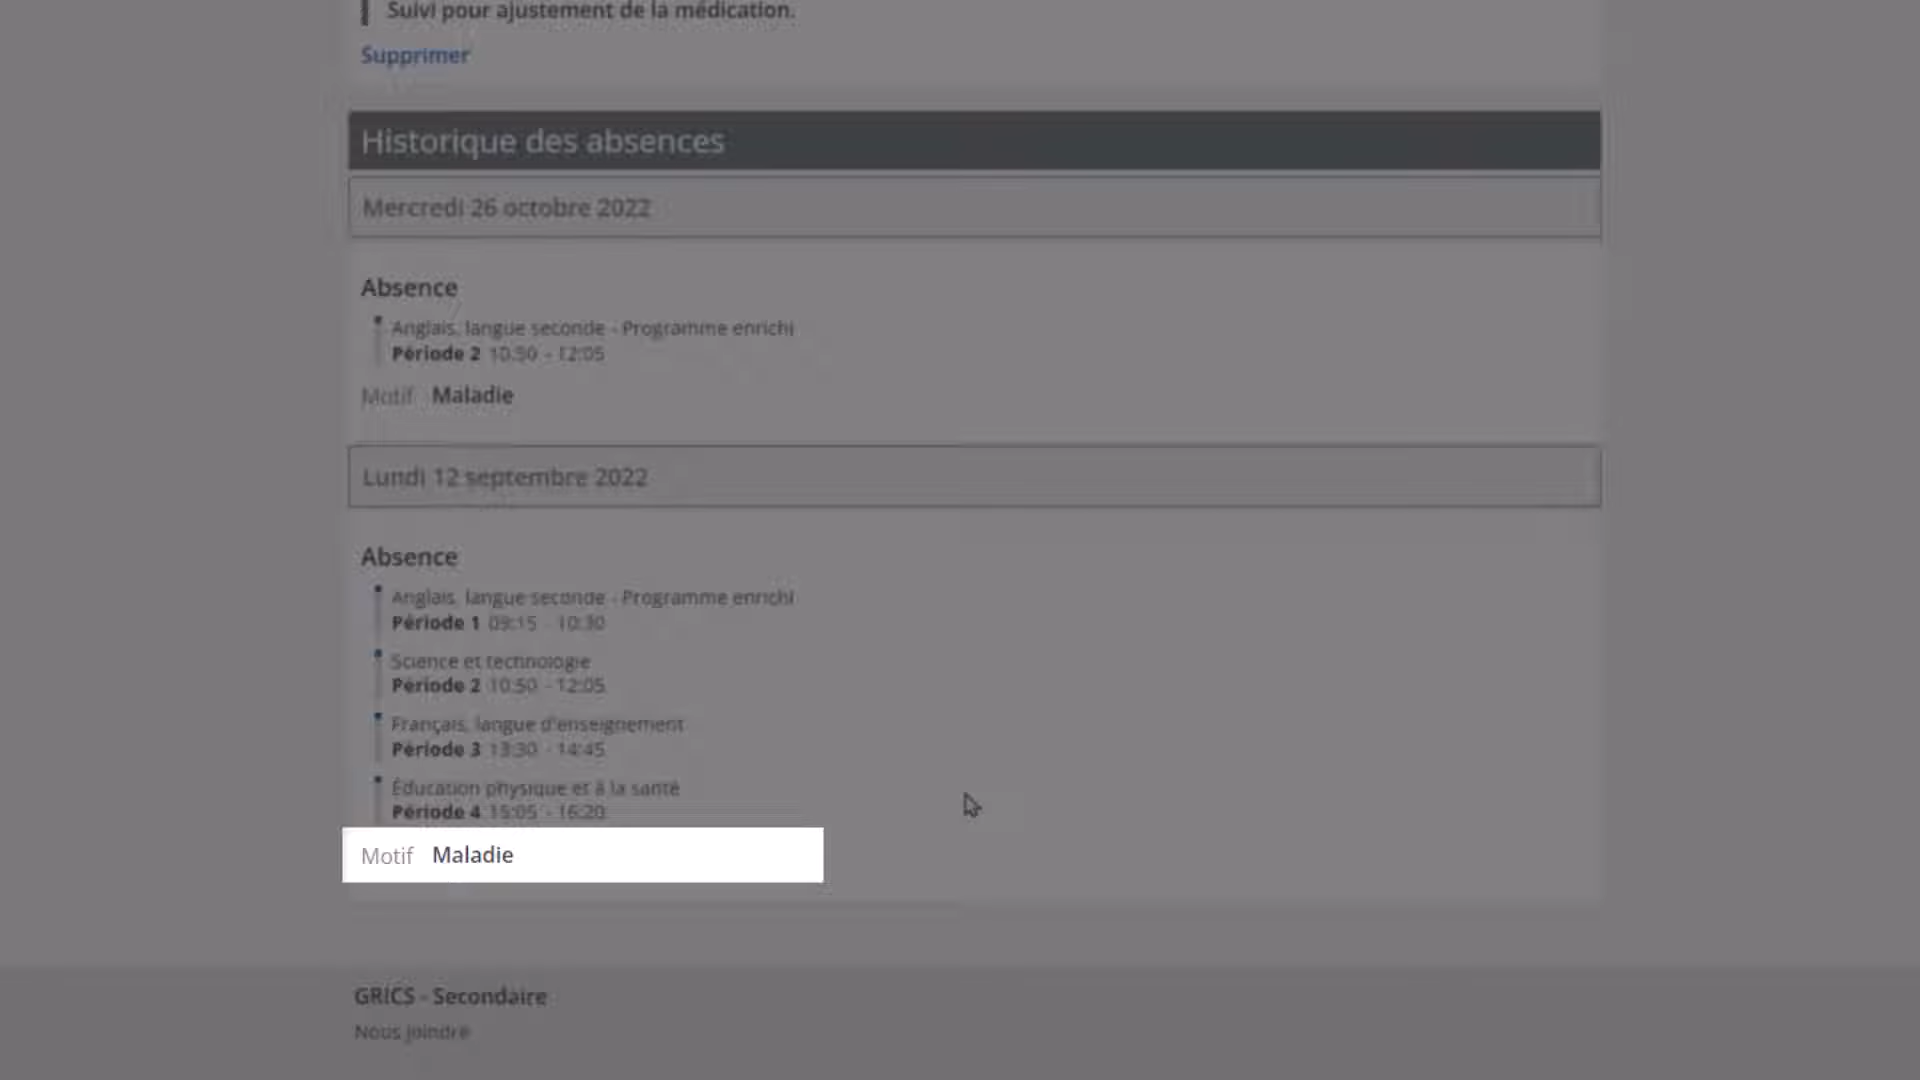 Suivi pour ajustement de la médication.
Supprimer
Historique des absences
Mercredi 26 octobre 2022
Absence
Anglais, langue seconde - Programme enrichi
Période 2 10:50 - 12:05
Motif Maladie
Lundi 12 septembre 2022
Absence
Anglais, langue seconde - Programme enrichi
Période 1 09:15 - 10:30
Science et technologie
Période 2 10:50 - 12:05
Français, langue d'enseignement
Période 3 13:30 - 14:45
Éducation physique et à la santé
Période 4 15:05 - 16:20
Motif Maladie
GRICS - Secondaire
Nous joindre